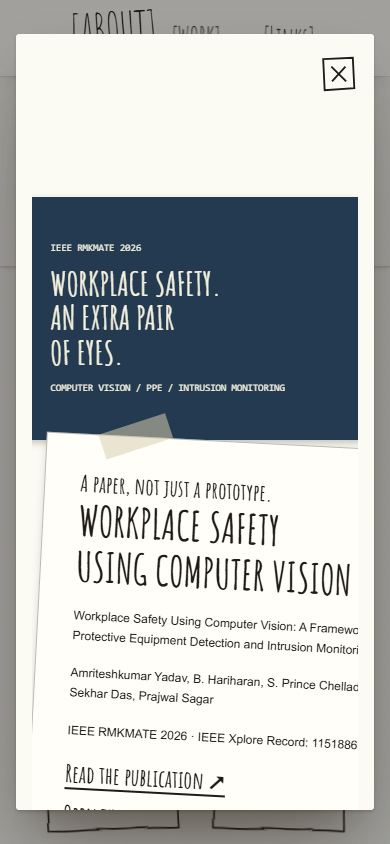 [ABOUT]
[WORK]
[LINKS]
IEEE RMKMATE 2026
WORKPLACE SAFETY.
AN EXTRA PAIR
OF EYES.
COMPUTER VISION / PPE / INTRUSION MONITORING
A PAPER, NOT JUST A PROTOTYPE.
WORKPLACE SAFETY
USING COMPUTER VISION
Workplace Safety Using Computer Vision: A Framewo
Protective Equipment Detection and Intrusion Monitori
Amriteshkumar Yadav, B. Hariharan, S. Prince Chellad
Sekhar Das, Prajwal Sagar
IEEE RMKMATE 2026 · IEEE Xplore Record: 1151886
READ THE PUBLICATION ↗